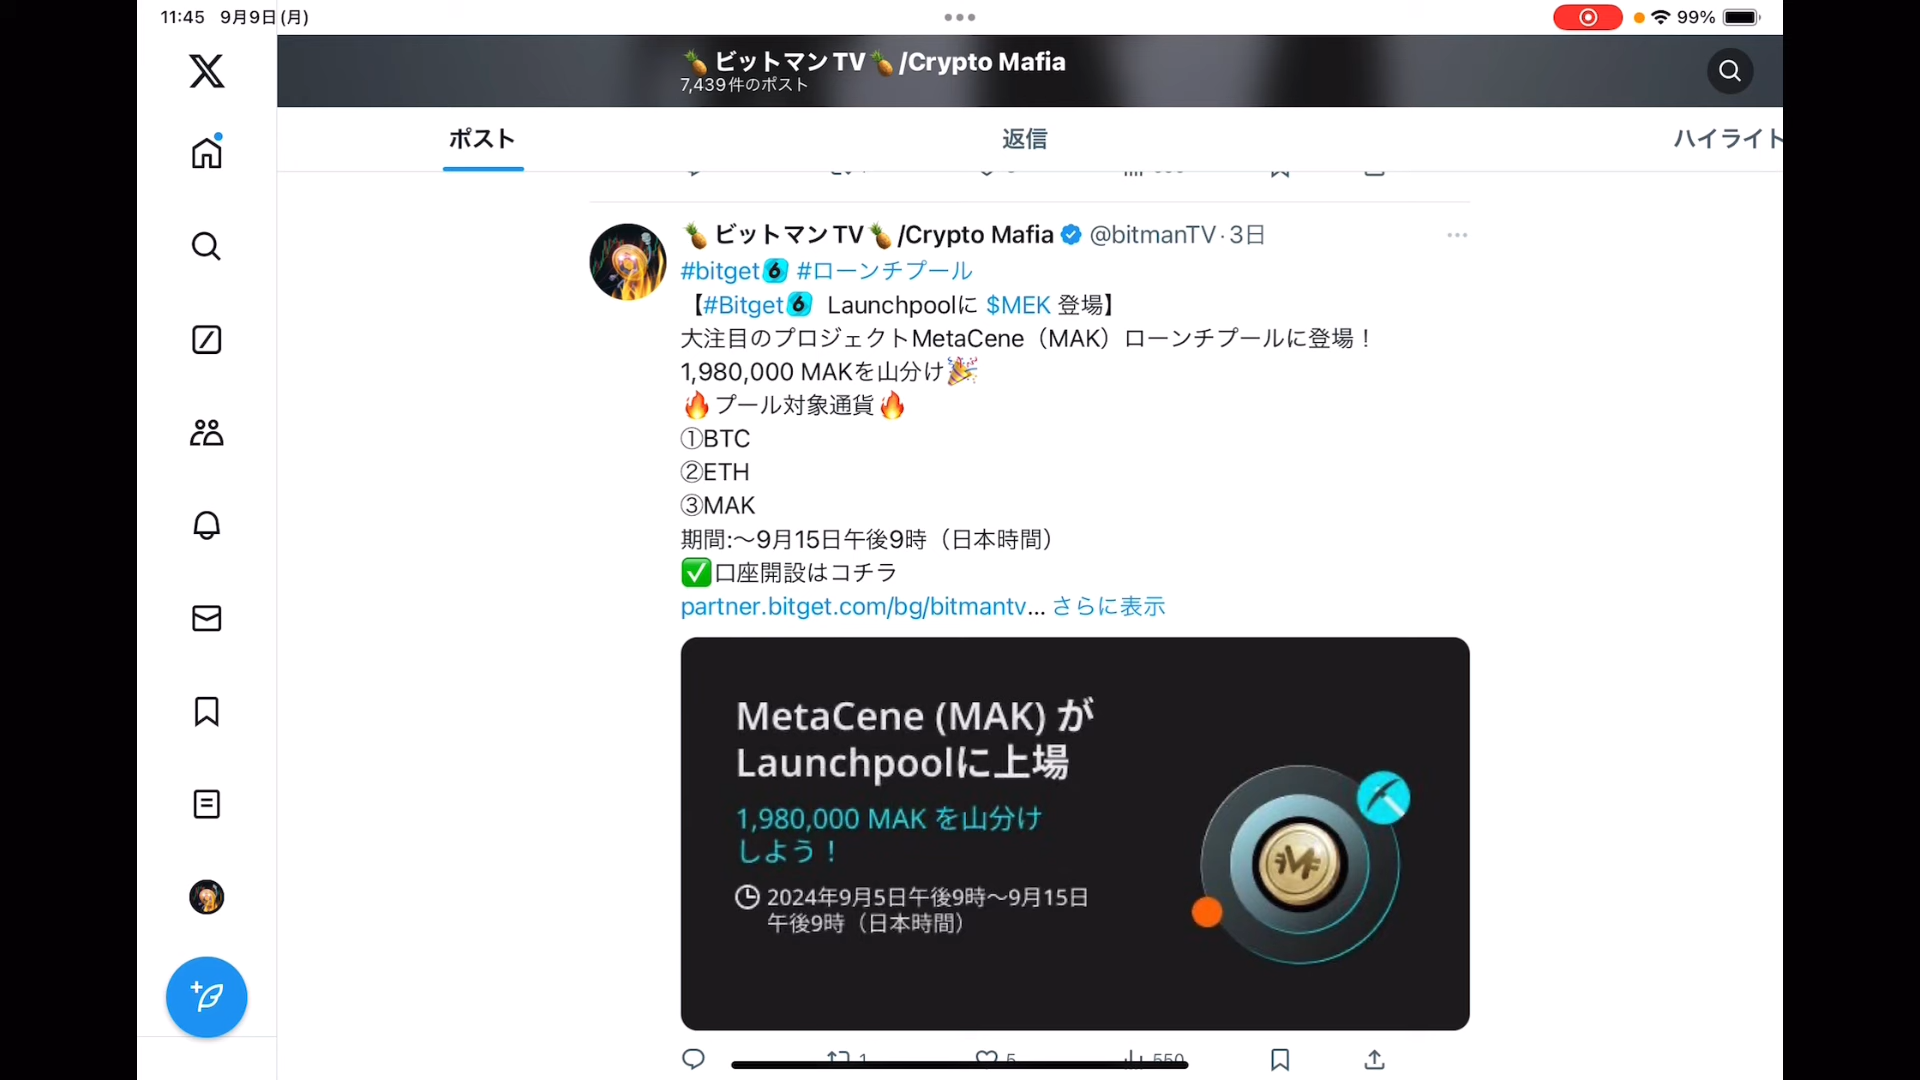 11:45 9月9日(月)
99%
🍍ビットマンTV🍍/Crypto Mafia
7,439件のポスト
ポスト 返信 ハイライト
🍍ビットマンTV🍍/Crypto Mafia @bitmanTV·3日
#bitget #ローンチプール
【#Bitget Launchpoolに $MEK 登場】
大注目のプロジェクトMetaCene（MAK）ローンチプールに登場！
1,980,000 MAKを山分け🎉
🔥プール対象通貨🔥
①BTC
②ETH
③MAK
期間:〜9月15日午後9時（日本時間）
✅口座開設はコチラ
partner.bitget.com/bg/bitmantv... さらに表示
MetaCene (MAK) が
Launchpoolに上場
1,980,000 MAK を山分け
しよう！
2024年9月5日午後9時〜9月15日
午後9時（日本時間）
1 5 550